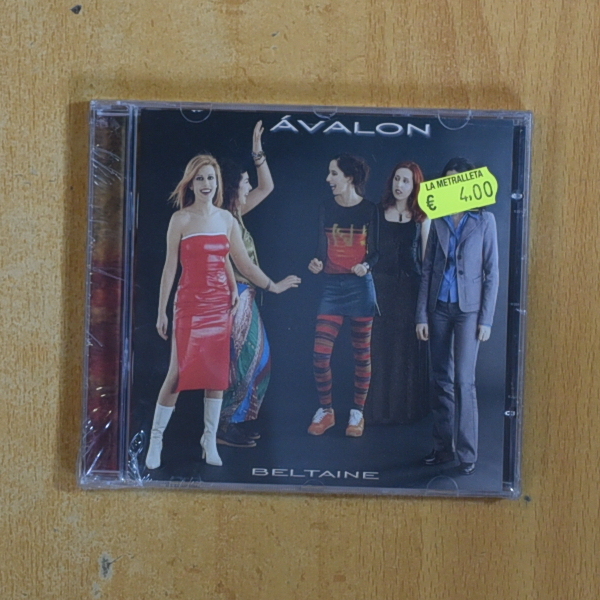 ÁVALON
LA METRALLETA
€ 4,00
BELTAINE